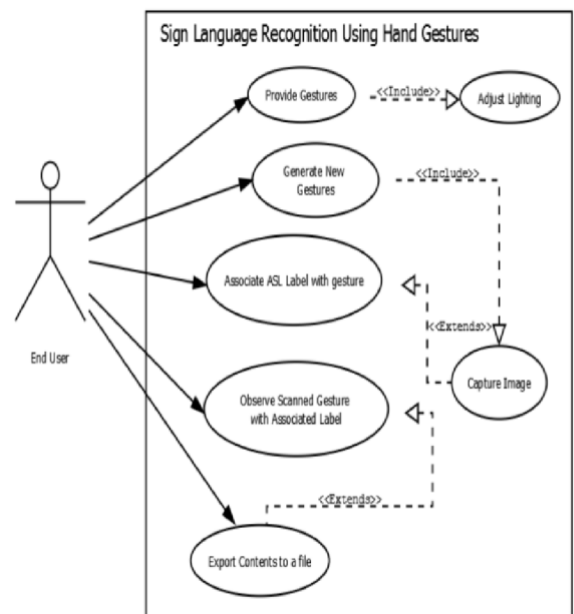 Sign Language Recognition Using Hand Gestures
Provide Gestures
<<Include>>
Adjust Lighting
Generate New
Gestures
<<Include>>
Associate ASL Label with gesture
<<Extends>>
End User
Capture Image
Observe Scanned Gesture
with Associated Label
<<Extends>>
Export Contents to a file